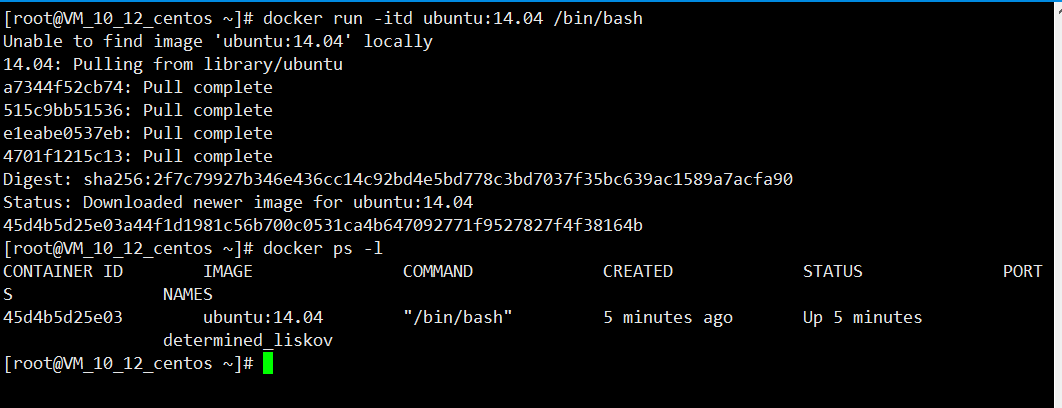 [root@VM_10_12_centos ~]# docker run -itd ubuntu:14.04 /bin/bash
Unable to find image 'ubuntu:14.04' locally
14.04: Pulling from library/ubuntu
a7344f52cb74: Pull complete
515c9bb51536: Pull complete
e1eabe0537eb: Pull complete
4701f1215c13: Pull complete
Digest: sha256:2f7c79927b346e436cc14c92bd4e5bd778c3bd7037f35bc639ac1589a7acfa90
Status: Downloaded newer image for ubuntu:14.04
45d4b5d25e03a44f1d1981c56b700c0531ca4b647092771f9527827f4f38164b
[root@VM_10_12_centos ~]# docker ps -l
CONTAINER ID        IMAGE               COMMAND             CREATED             STATUS              PORT
S               NAMES
45d4b5d25e03        ubuntu:14.04        "/bin/bash"         5 minutes ago       Up 5 minutes
                determined_liskov
[root@VM_10_12_centos ~]#